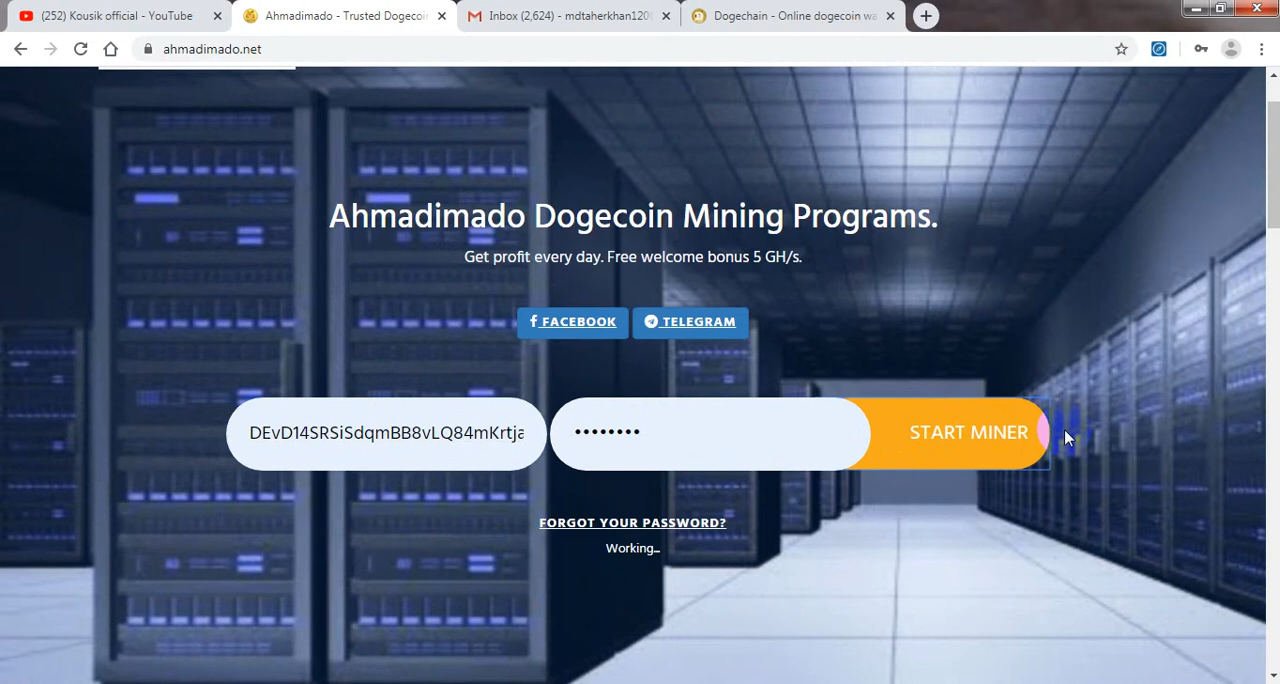 (252) Kousik official - YouTube
Ahmadimado - Trusted Dogecoi
Inbox (2,624) - mdtaherkhan120
Dogechain - Online dogecoin wa
ahmadimado.net
Ahmadimado Dogecoin Mining Programs.
Get profit every day. Free welcome bonus 5 GH/s.
FACEBOOK
TELEGRAM
DEvD14SRSiSdqmBB8vLQ84mKrtja
••••••••
START MINER
FORGOT YOUR PASSWORD?
Working...